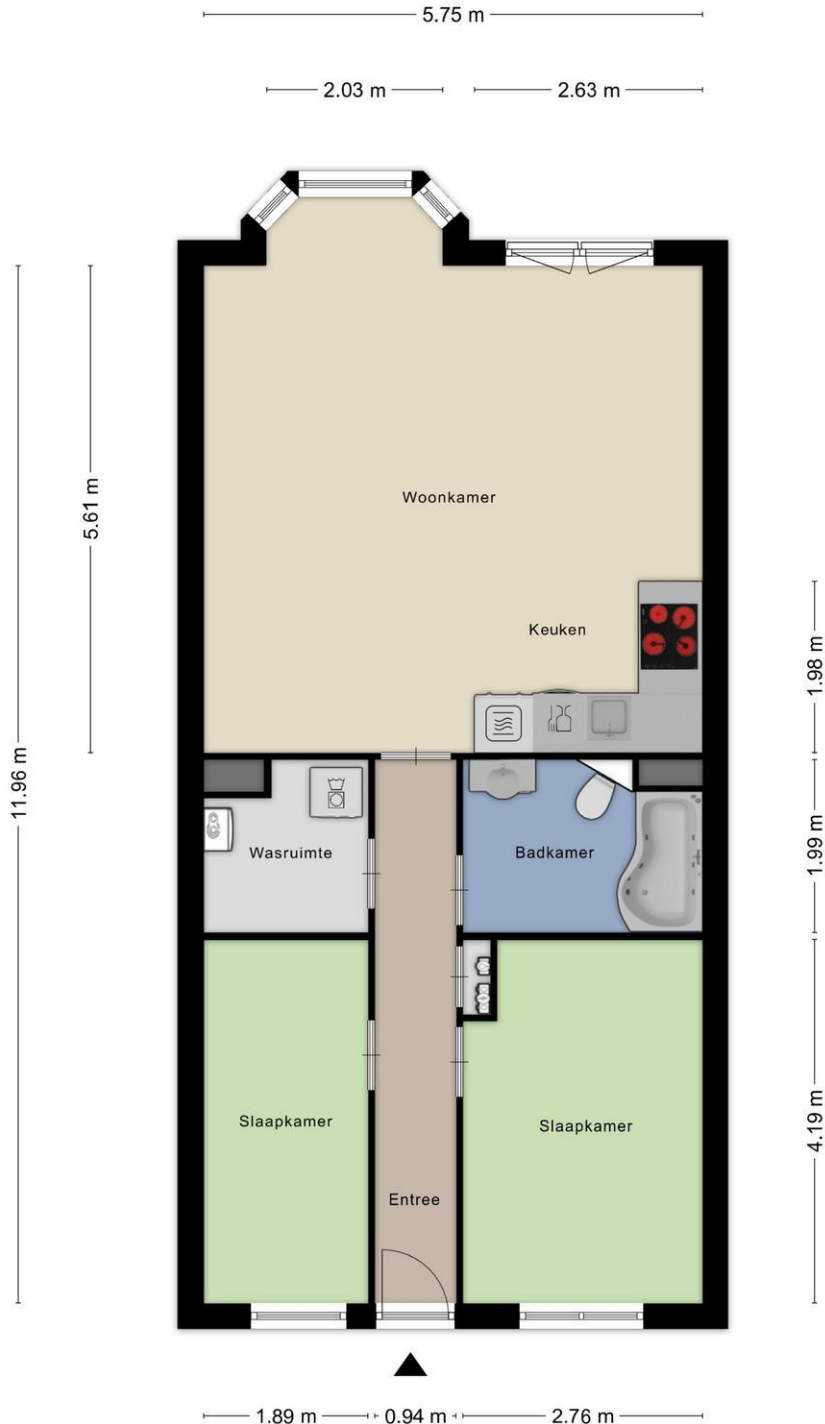 5.75 m
2.03 m
2.63 m
5.61 m
11.96 m
Woonkamer
Keuken
1.98 m
Wasruimte
Badkamer
1.99 m
Slaapkamer
Slaapkamer
4.19 m
Entree
1.89 m
0.94 m
2.76 m